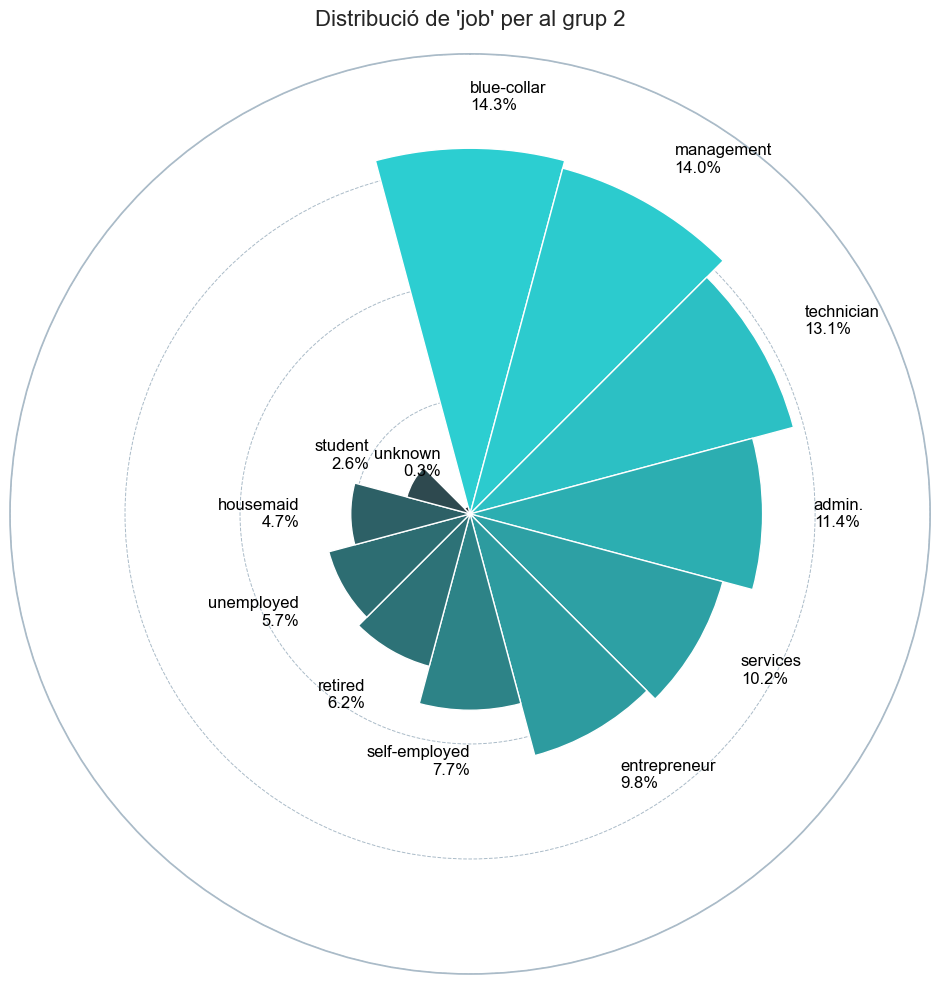 Distribució de 'job' per al grup 2
blue-collar
14.3%
management
14.0%
technician
13.1%
admin.
11.4%
services
10.2%
entrepreneur
9.8%
self-employed
7.7%
retired
6.2%
unemployed
5.7%
housemaid
4.7%
student
2.6%
unknown
0.3%